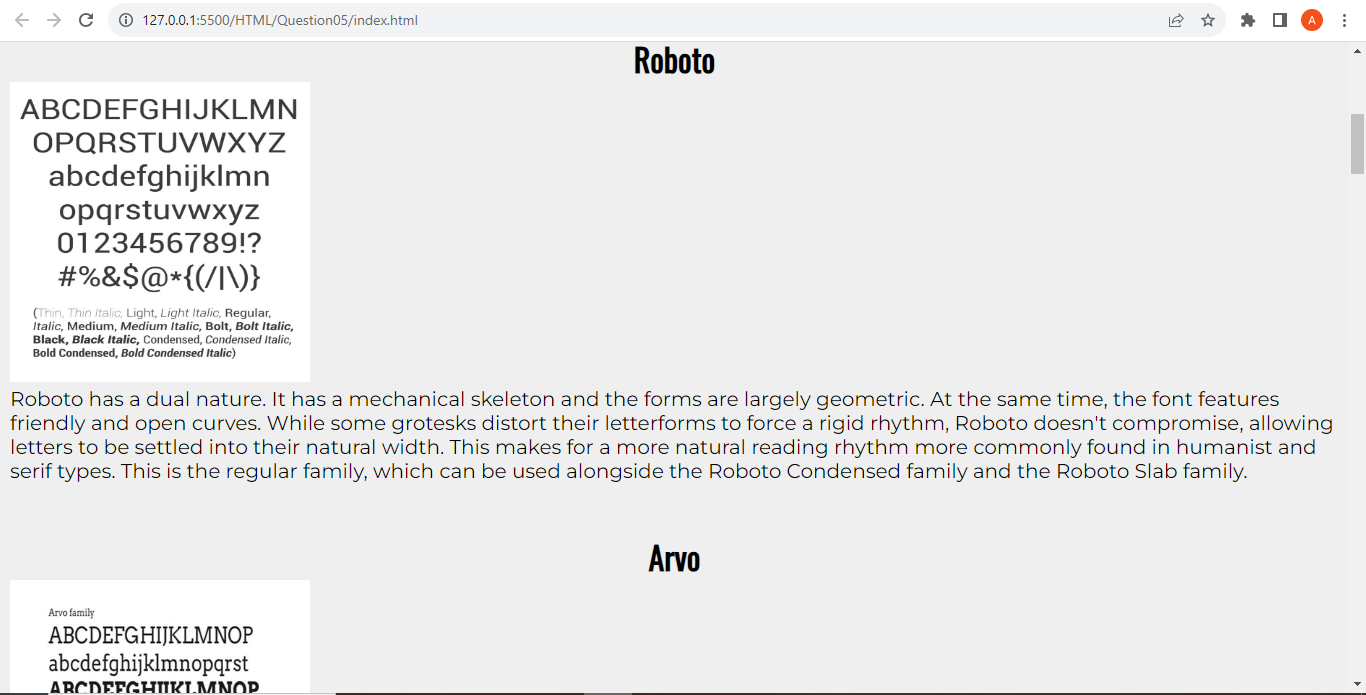 127.0.0.1:5500/HTML/Question05/index.html
A
Roboto
ABCDEFGHIJKLMN
OPQRSTUVWXYZ
abcdefghijklmn
opqrstuvwxyz
0123456789!?
#%&$@*{(/|\)}
(Thin, Thin Italic, Light, Light Italic, Regular,
Italic, Medium, Medium Italic, Bolt, Bolt Italic,
Black, Black Italic, Condensed, Condensed Italic,
Bold Condensed, Bold Condensed Italic)
Roboto has a dual nature. It has a mechanical skeleton and the forms are largely geometric. At the same time, the font features
friendly and open curves. While some grotesks distort their letterforms to force a rigid rhythm, Roboto doesn't compromise, allowing
letters to be settled into their natural width. This makes for a more natural reading rhythm more commonly found in humanist and
serif types. This is the regular family, which can be used alongside the Roboto Condensed family and the Roboto Slab family.
Arvo
Arvo family
ABCDEFGHIJKLMNOP
abcdefghijklmnopqrst
ABCDEFGHIJKLMNOP